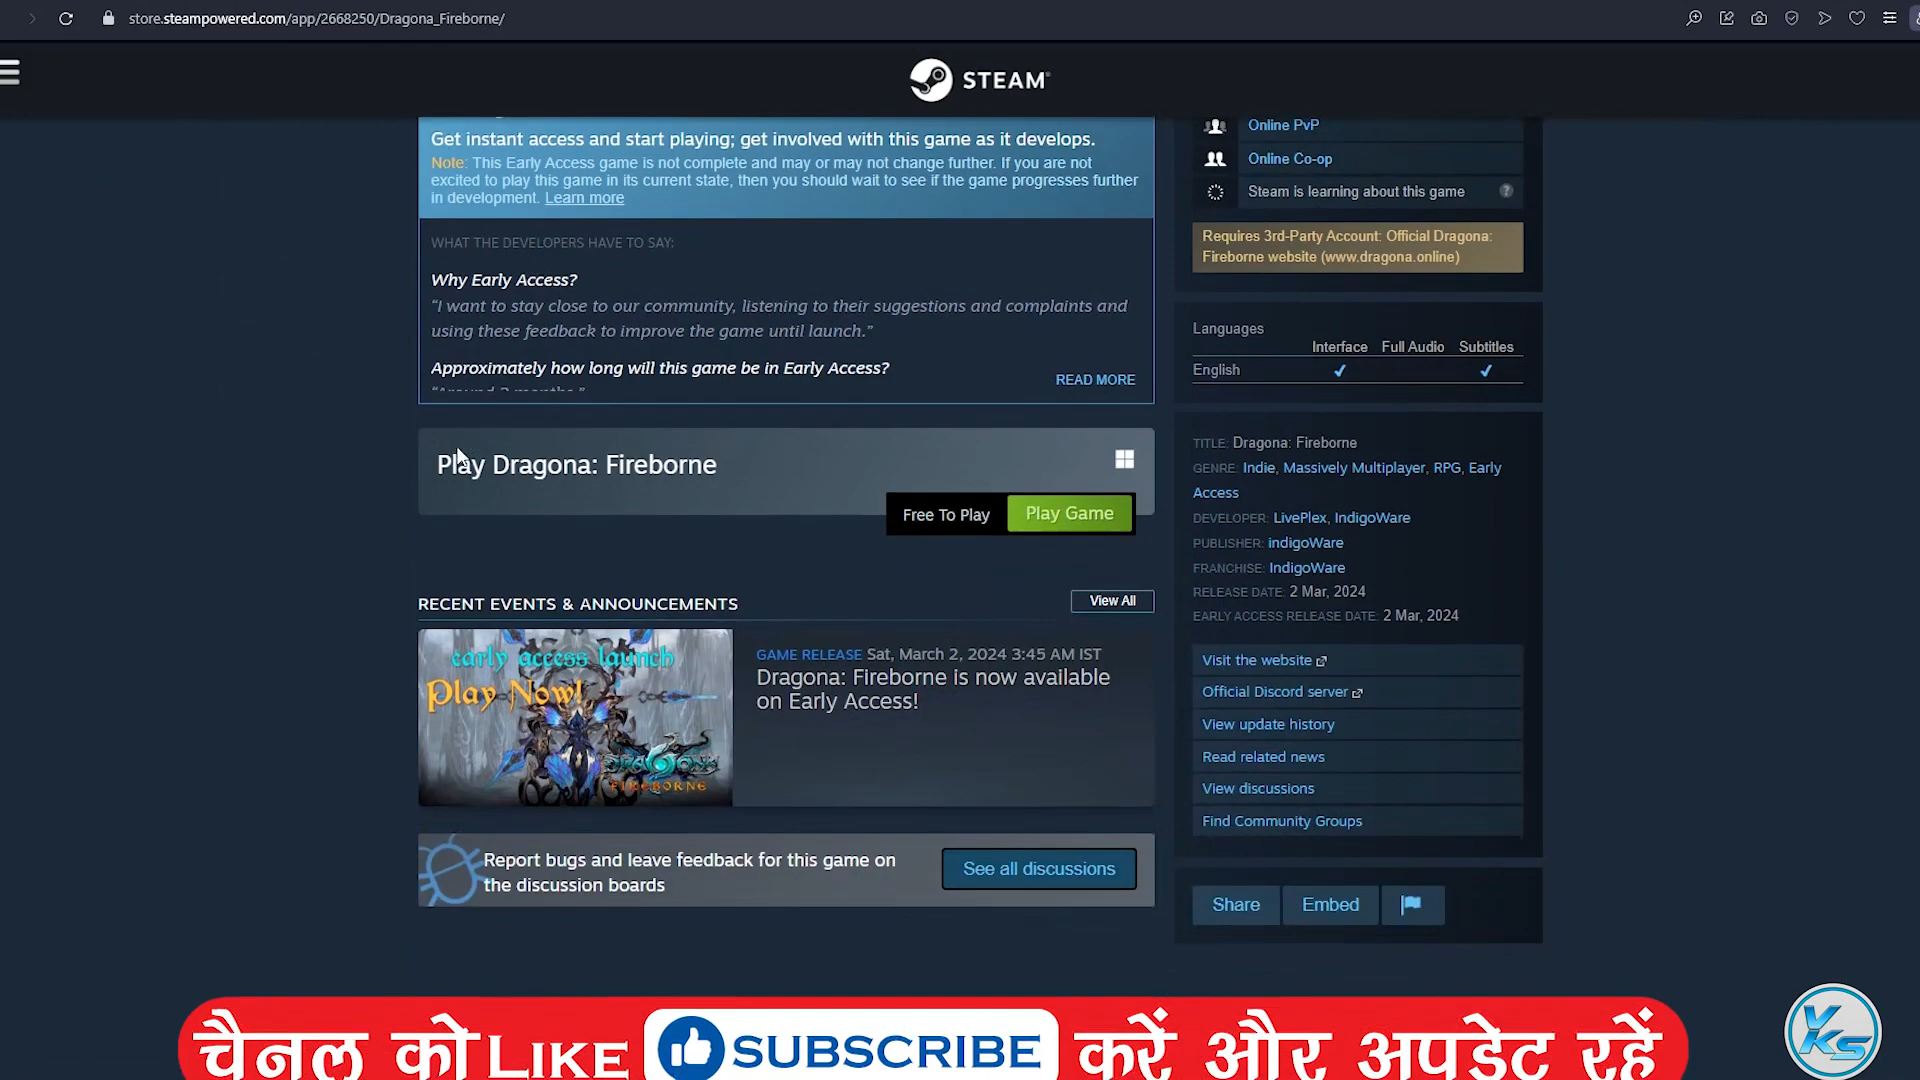 store.steampowered.com/app/2668250/Dragona_Fireborne/
STEAM
Get instant access and start playing; get involved with this game as it develops.
Note: This Early Access game is not complete and may or may not change further. If you are not
excited to play this game in its current state, then you should wait to see if the game progresses further
in development. Learn more
WHAT THE DEVELOPERS HAVE TO SAY:
Why Early Access?
“I want to stay close to our community, listening to their suggestions and complaints and
using these feedback to improve the game until launch.”
Approximately how long will this game be in Early Access?
READ MORE
Play Dragona: Fireborne
Free To Play
Play Game
RECENT EVENTS & ANNOUNCEMENTS
View All
early access launch
Play Now!
DRAGONA
FIREBORNE
GAME RELEASE Sat, March 2, 2024 3:45 AM IST
Dragona: Fireborne is now available
on Early Access!
Report bugs and leave feedback for this game on
the discussion boards
See all discussions
Online PvP
Online Co-op
Steam is learning about this game ?
Requires 3rd-Party Account: Official Dragona:
Fireborne website (www.dragona.online)
Languages
Interface Full Audio Subtitles
English ✔ ✔
TITLE: Dragona: Fireborne
GENRE: Indie, Massively Multiplayer, RPG, Early
Access
DEVELOPER: LivePlex, IndigoWare
PUBLISHER: indigoWare
FRANCHISE: IndigoWare
RELEASE DATE: 2 Mar, 2024
EARLY ACCESS RELEASE DATE: 2 Mar, 2024
Visit the website
Official Discord server
View update history
Read related news
View discussions
Find Community Groups
Share
Embed
चैनल को LIKE SUBSCRIBE करें और अपडेट रहें
VKS